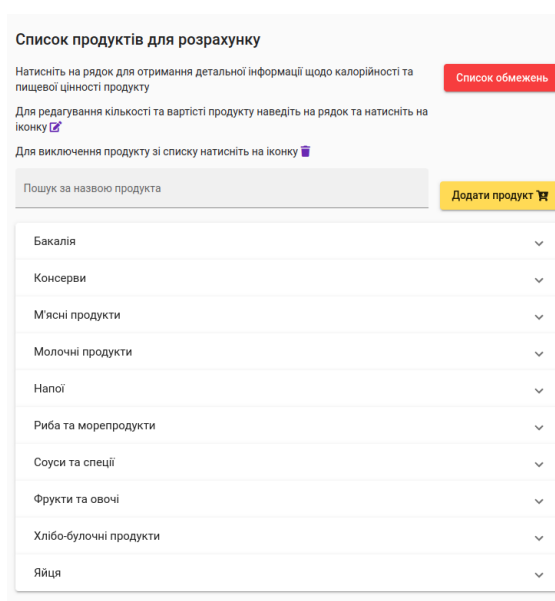 Список продуктів для розрахунку
Натисніть на рядок для отримання детальної інформації щодо калорійності та
пищевої цінності продукту
Список обмежень
Для редагування кількості та вартісті продукту наведіть на рядок та натисніть на
іконку
Для виключення продукту зі списку натисніть на іконку
Пошук за назвою продукта
Додати продукт
Бакалія
Консерви
М'ясні продукти
Молочні продукти
Напої
Риба та морепродукти
Соуси та спеції
Фрукти та овочі
Хлібо-булочні продукти
Яйця